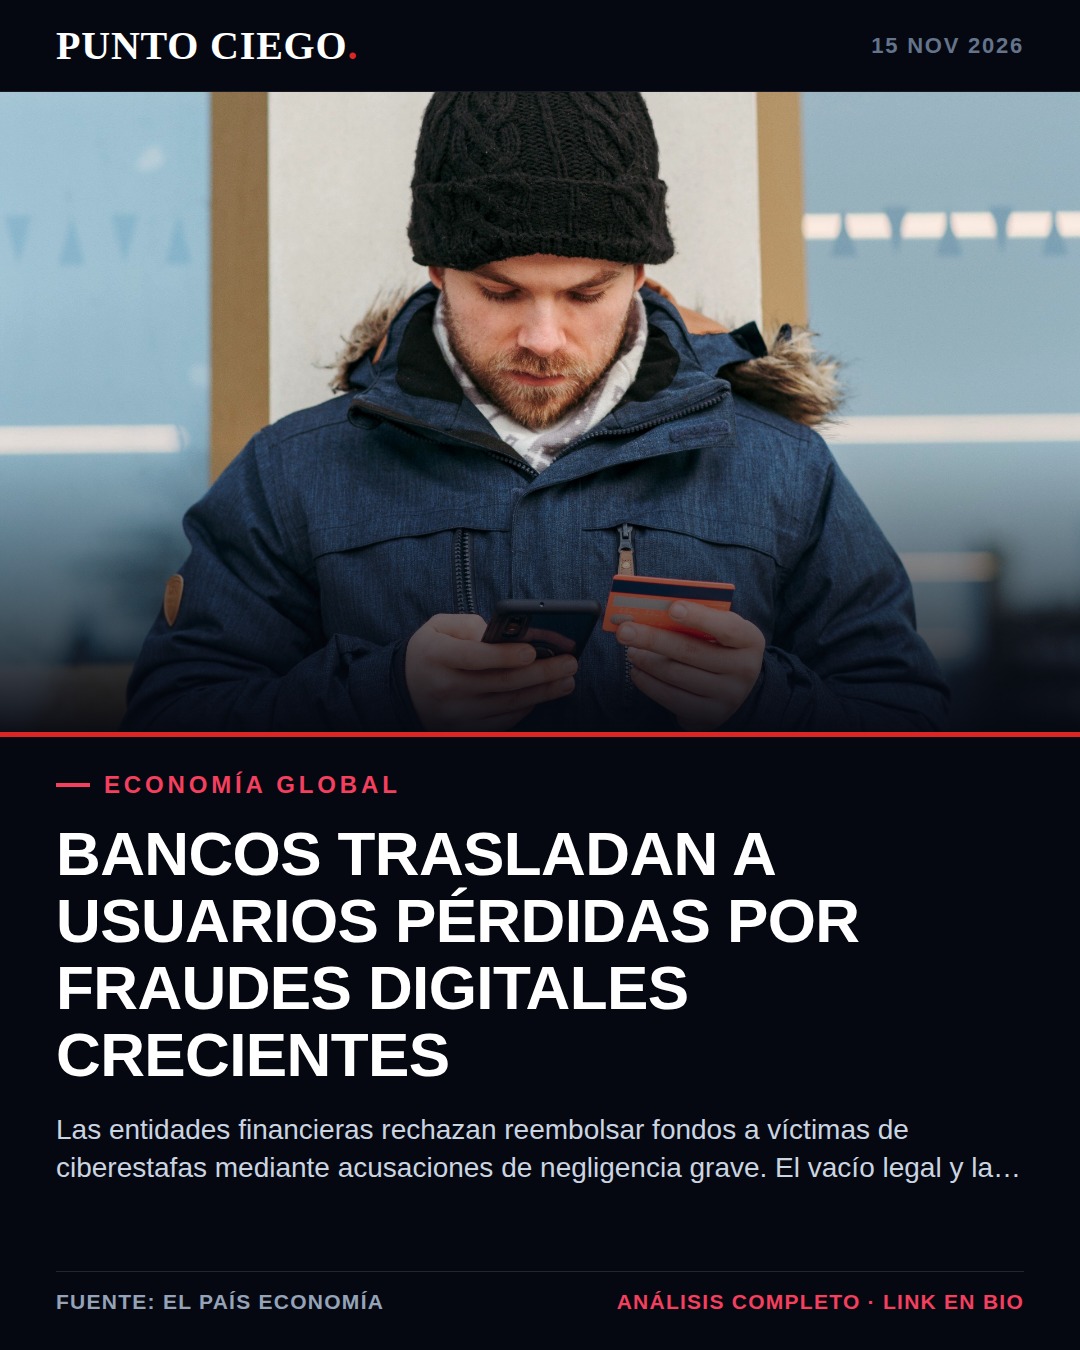 PUNTO CIEGO.
15 NOV 2026
ECONOMÍA GLOBAL
BANCOS TRASLADAN A
USUARIOS PÉRDIDAS POR
FRAUDES DIGITALES
CRECIENTES
Las entidades financieras rechazan reembolsar fondos a víctimas de
ciberestafas mediante acusaciones de negligencia grave. El vacío legal y la…
FUENTE: EL PAÍS ECONOMÍA
ANÁLISIS COMPLETO · LINK EN BIO